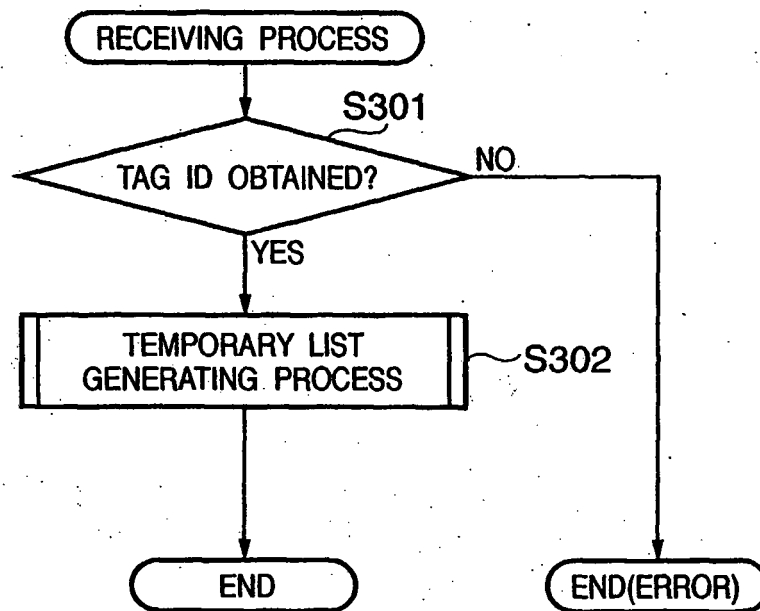 RECEIVING PROCESS
S301
TAG ID OBTAINED?
NO
YES
TEMPORARY LIST
GENERATING PROCESS
S302
END
END(ERROR)